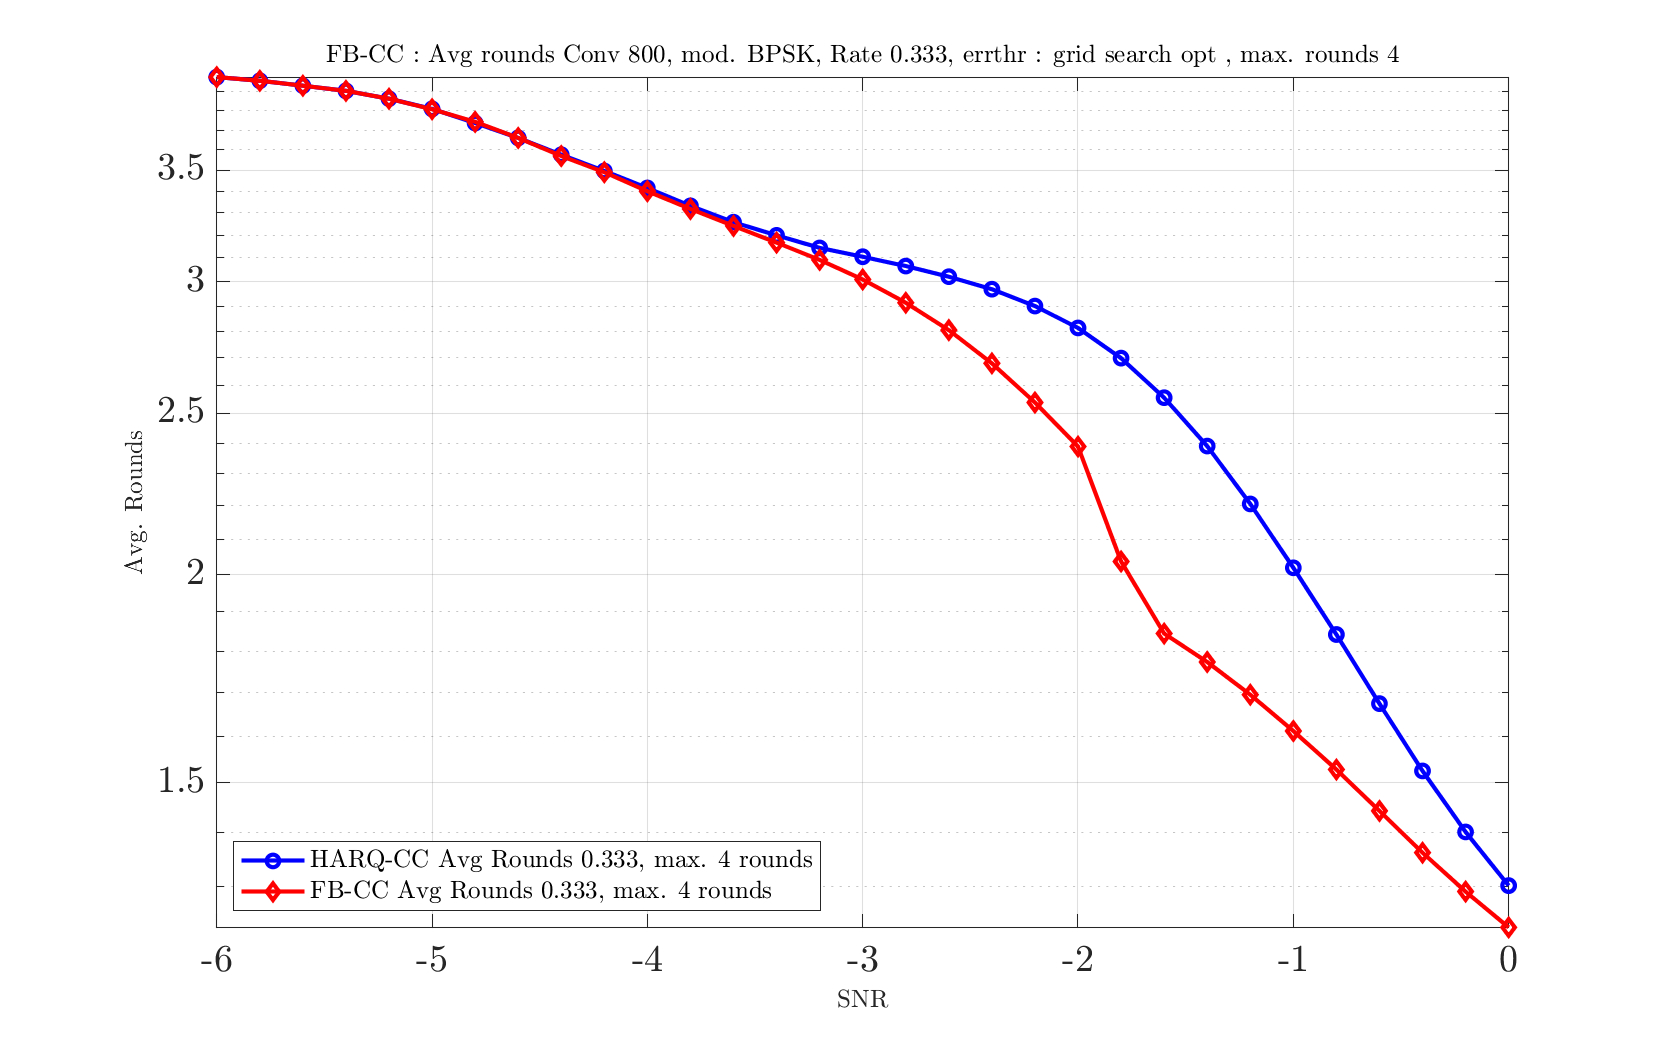 FB-CC : Avg rounds Conv 800, mod. BPSK, Rate 0.333, errthr : grid search opt , max. rounds 4
3.5
3
2.5
2
1.5
Avg. Rounds
HARQ-CC Avg Rounds 0.333, max. 4 rounds
FB-CC Avg Rounds 0.333, max. 4 rounds
-6 -5 -4 -3 -2 -1 0
SNR